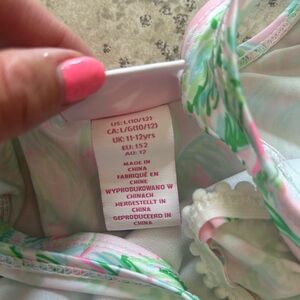 US: L(10/12)
CA: L/G(10/12)
UK: 11-12yrs
EU: 152
AU: 12
MADE IN
CHINA
FABRIQUÉ EN
CHINE
WYPRODUKOWANO W
CHINACH
HERGESTELLT IN
CHINA
GEPRODUCEERD IN
CHINA